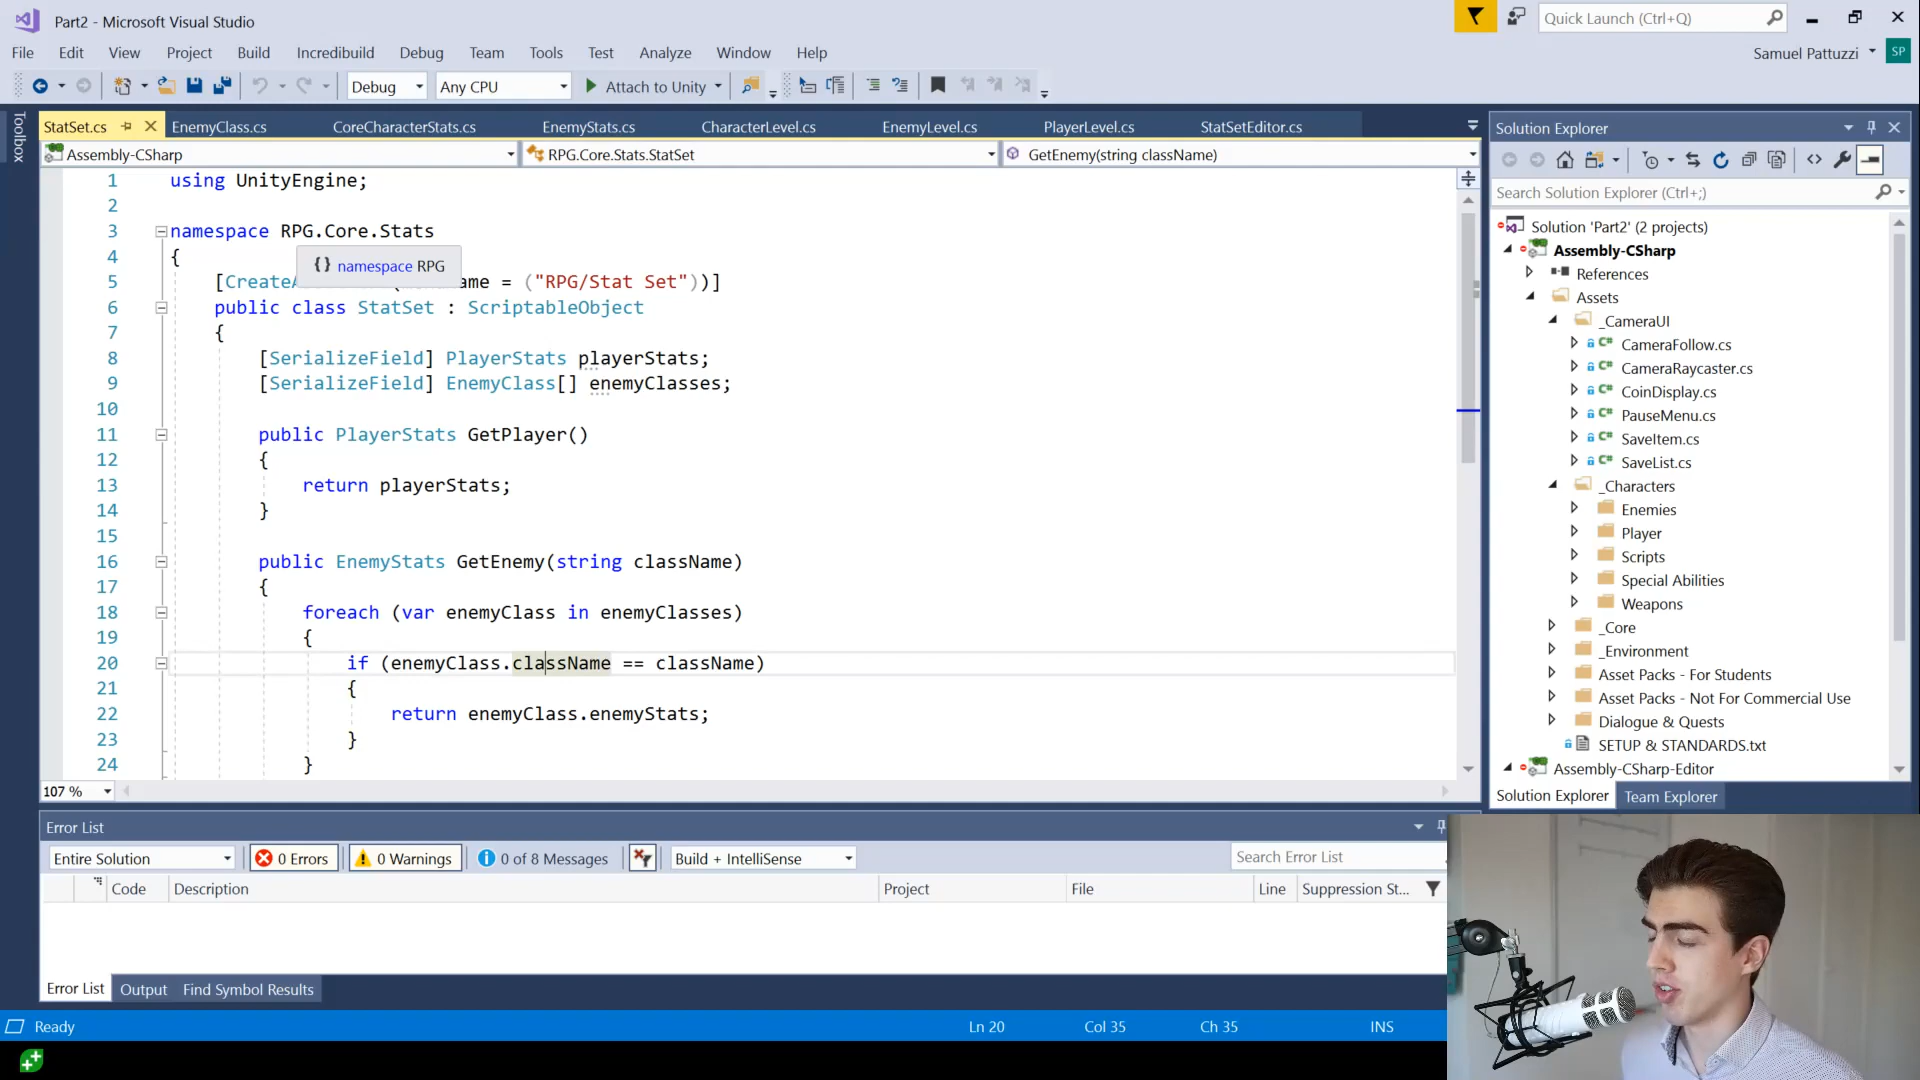 Part2 - Microsoft Visual Studio
Quick Launch (Ctrl+Q)
File Edit View Project Build Incredibuild Debug Team Tools Test Analyze Window Help
Samuel Pattuzzi SP
Debug Any CPU Attach to Unity
Toolbox
StatSet.cs EnemyClass.cs CoreCharacterStats.cs EnemyStats.cs CharacterLevel.cs EnemyLevel.cs PlayerLevel.cs StatSetEditor.cs
Assembly-CSharp RPG.Core.Stats.StatSet GetEnemy(string className)
1 using UnityEngine;
2
3 namespace RPG.Core.Stats
4 {
{} namespace RPG
5 [CreateA ame = ("RPG/Stat Set"))]
6 public class StatSet : ScriptableObject
7 {
8 [SerializeField] PlayerStats playerStats;
9 [SerializeField] EnemyClass[] enemyClasses;
10
11 public PlayerStats GetPlayer()
12 {
13 return playerStats;
14 }
15
16 public EnemyStats GetEnemy(string className)
17 {
18 foreach (var enemyClass in enemyClasses)
19 {
20 if (enemyClass.className == className)
21 {
22 return enemyClass.enemyStats;
23 }
24 }
107 %
Solution Explorer
Search Solution Explorer (Ctrl+;)
Solution 'Part2' (2 projects)
Assembly-CSharp
References
Assets
_CameraUI
CameraFollow.cs
CameraRaycaster.cs
CoinDisplay.cs
PauseMenu.cs
SaveItem.cs
SaveList.cs
_Characters
Enemies
Player
Scripts
Special Abilities
Weapons
_Core
_Environment
Asset Packs - For Students
Asset Packs - Not For Commercial Use
Dialogue & Quests
SETUP & STANDARDS.txt
Assembly-CSharp-Editor
Solution Explorer Team Explorer
Error List
Entire Solution 0 Errors 0 Warnings 0 of 8 Messages Build + IntelliSense Search Error List
Code Description Project File Line Suppression St...
Error List Output Find Symbol Results
Ready Ln 20 Col 35 Ch 35 INS